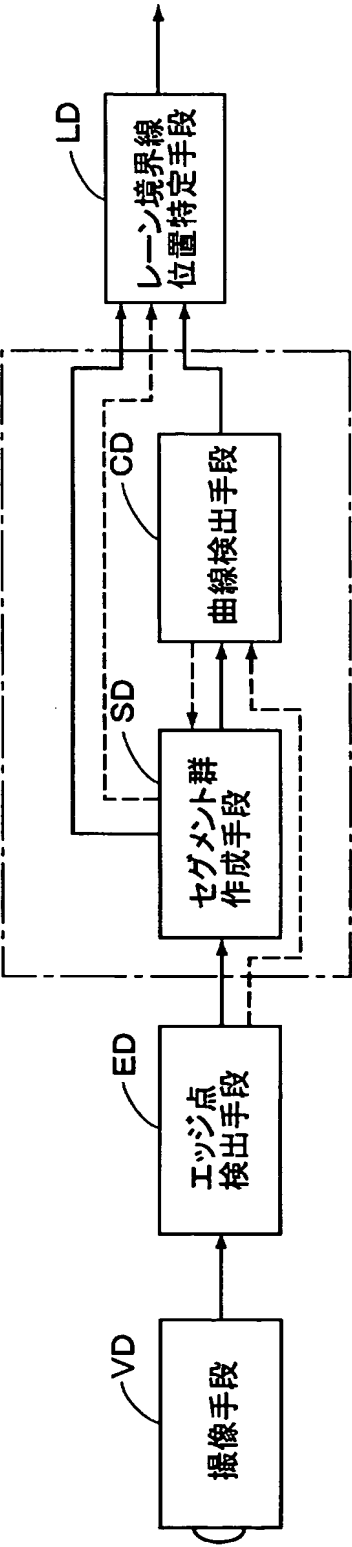 VD
撮像手段
ED
エッジ点
検出手段
SD
セグメント群
作成手段
CD
曲線検出手段
LD
レーン境界線
位置特定手段